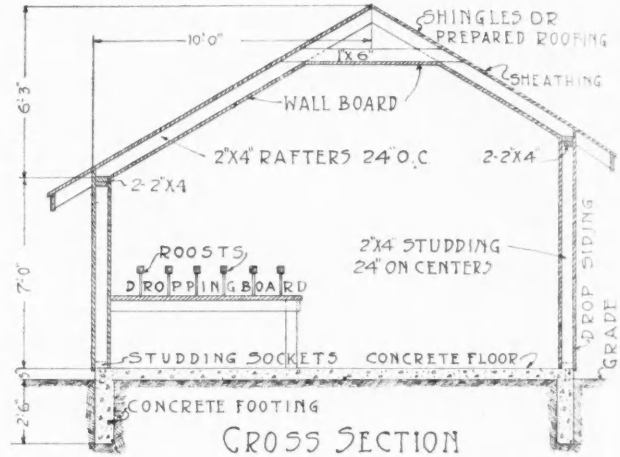 SHINGLES OR
PREPARED ROOFING
10'-0"
1"X6"
SHEATHING
6'-3"
WALL BOARD
2"X4" RAFTERS 24" O.C
2-2"X4"
2-2"X4"
7'-0"
ROOSTS
2"X4" STUDDING
24" ON CENTERS
DROPPING BOARD
DROP SIDING
GRADE
STUDDING SOCKETS
CONCRETE FLOOR
5"
2'-6"
CONCRETE FOOTING
CROSS SECTION